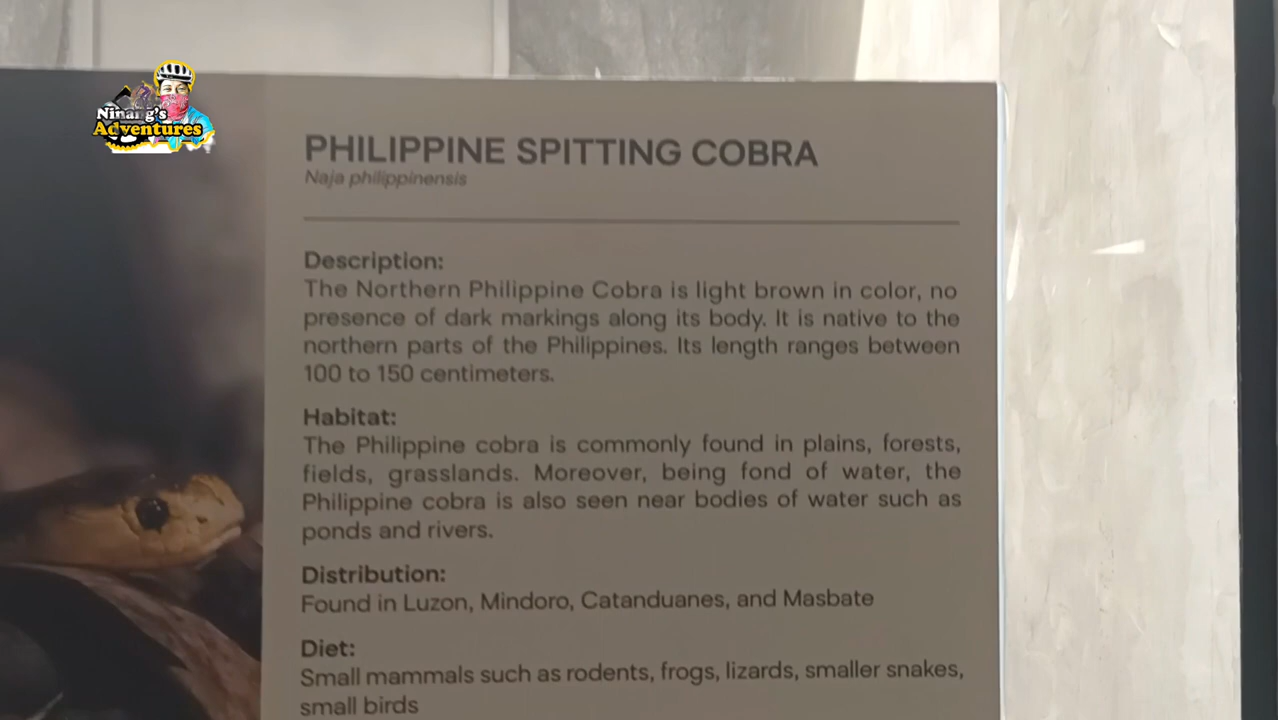 Ninang's
Adventures
PHILIPPINE SPITTING COBRA
Naja philippinensis
Description:
The Northern Philippine Cobra is light brown in color, no
presence of dark markings along its body. It is native to the
northern parts of the Philippines. Its length ranges between
100 to 150 centimeters.
Habitat:
The Philippine cobra is commonly found in plains, forests,
fields, grasslands. Moreover, being fond of water, the
Philippine cobra is also seen near bodies of water such as
ponds and rivers.
Distribution:
Found in Luzon, Mindoro, Catanduanes, and Masbate
Diet:
Small mammals such as rodents, frogs, lizards, smaller snakes,
small birds